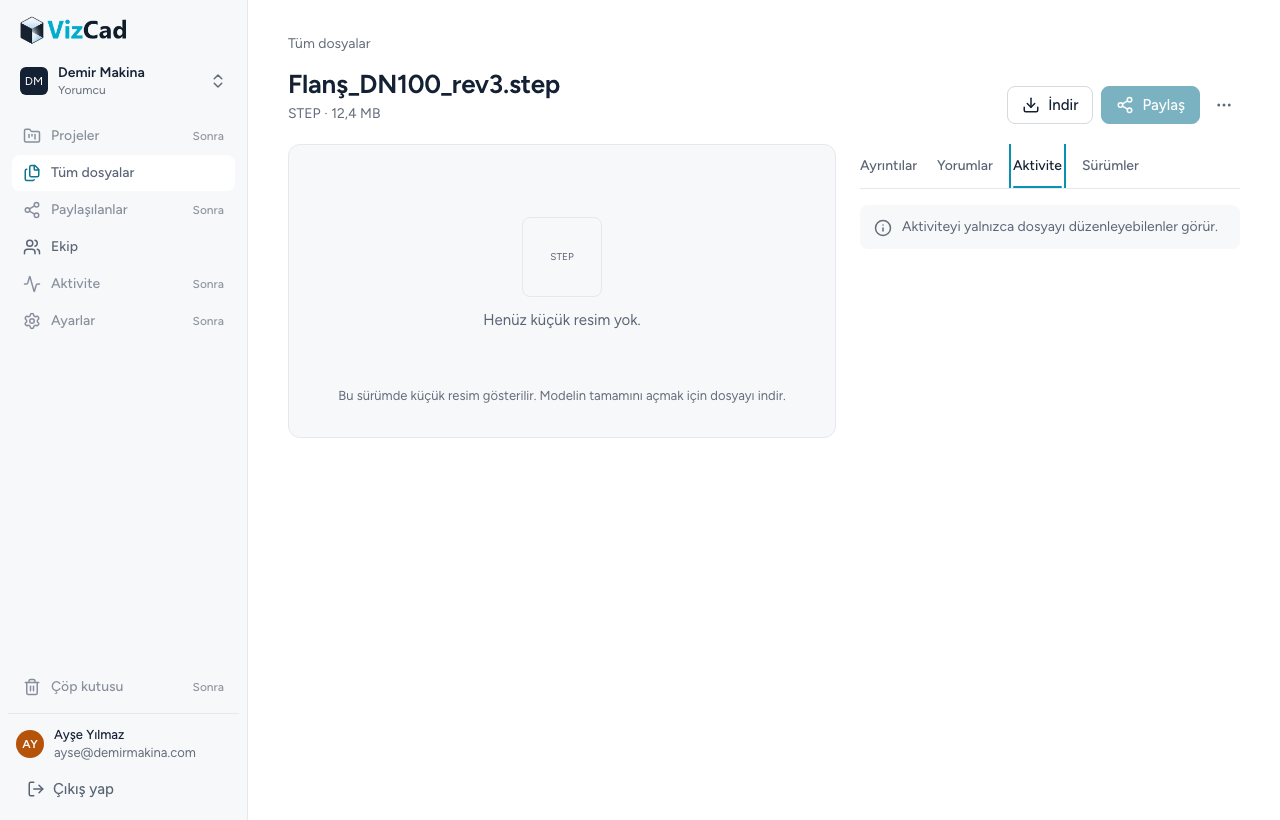 VizCad
DM
Demir Makina
Yorumcu
Projeler
Sonra
Tüm dosyalar
Paylaşılanlar
Sonra
Ekip
Aktivite
Sonra
Ayarlar
Sonra
Çöp kutusu
Sonra
AY
Ayşe Yılmaz
ayse@demirmakina.com
Çıkış yap
Tüm dosyalar
Flanş_DN100_rev3.step
STEP · 12,4 MB
İndir
Paylaş
STEP
Henüz küçük resim yok.
Bu sürümde küçük resim gösterilir. Modelin tamamını açmak için dosyayı indir.
Ayrıntılar
Yorumlar
Aktivite
Sürümler
Aktiviteyi yalnızca dosyayı düzenleyebilenler görür.